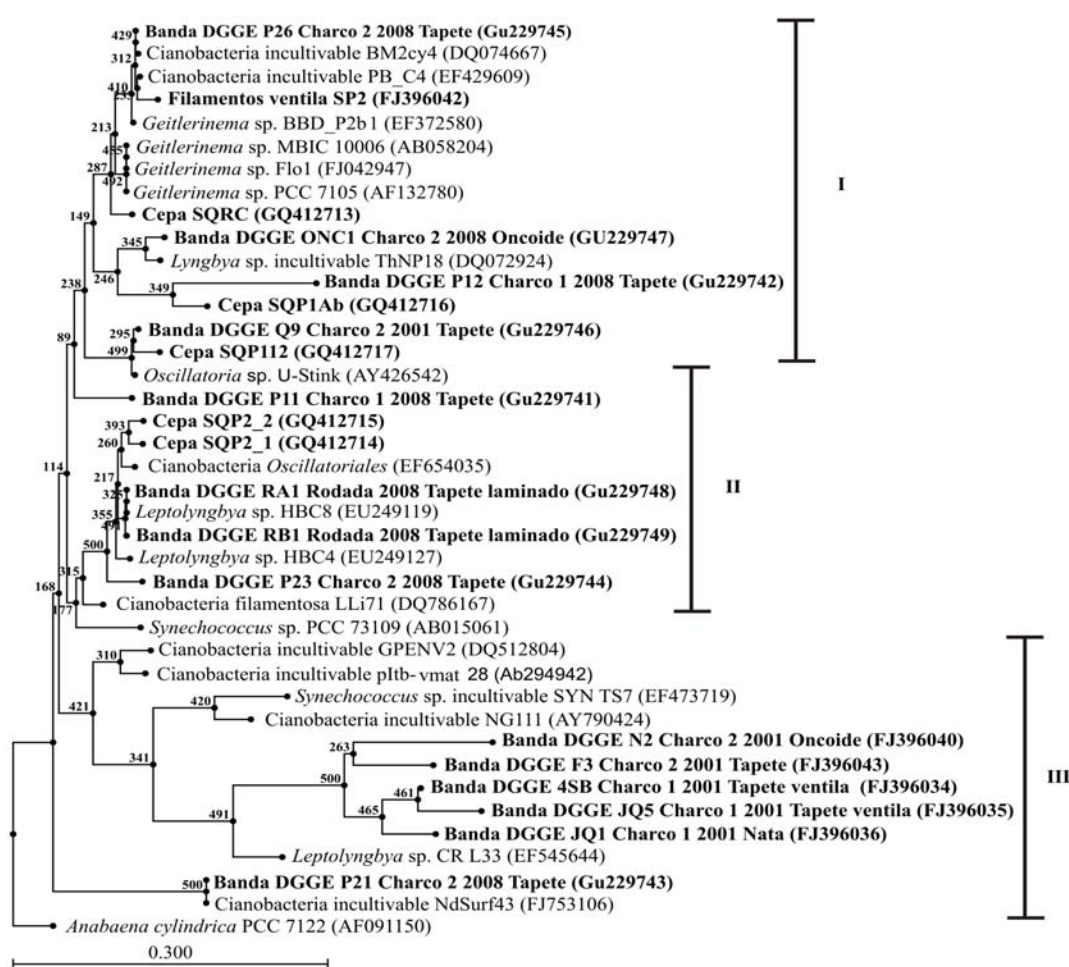 429 Banda DGGE P26 Charco 2 2008 Tapete (Gu229745)
Cianobacteria incultivable BM2cy4 (DQ074667)
312
Cianobacteria incultivable PB_C4 (EF429609)
410
Filamentos ventila SP2 (FJ396042)
Geitlerinema sp. BBD_P2b1 (EF372580)
213
Geitlerinema sp. MBIC 10006 (AB058204)
455
287 Geitlerinema sp. Flo1 (FJ042947)
492
Geitlerinema sp. PCC 7105 (AF132780)
I
149 Cepa SQRC (GQ412713)
345 Banda DGGE ONC1 Charco 2 2008 Oncoide (GU229747)
Lyngbya sp. incultivable ThNP18 (DQ072924)
246
238 349 Banda DGGE P12 Charco 1 2008 Tapete (Gu229742)
Cepa SQP1Ab (GQ412716)
295 Banda DGGE Q9 Charco 2 2001 Tapete (Gu229746)
89
499 Cepa SQP112 (GQ412717)
Oscillatoria sp. U-Stink (AY426542)
Banda DGGE P11 Charco 1 2008 Tapete (Gu229741)
393 Cepa SQP2_2 (GQ412715)
260 Cepa SQP2_1 (GQ412714)
Cianobacteria Oscillatoriales (EF654035)
114 217
325 Banda DGGE RA1 Rodada 2008 Tapete laminado (Gu229748)
II
355 Leptolyngbya sp. HBC8 (EU249119)
Banda DGGE RB1 Rodada 2008 Tapete laminado (Gu229749)
500 Leptolyngbya sp. HBC4 (EU249127)
315 Banda DGGE P23 Charco 2 2008 Tapete (Gu229744)
168
177 Cianobacteria filamentosa LLi71 (DQ786167)
Synechococcus sp. PCC 73109 (AB015061)
310 Cianobacteria incultivable GPENV2 (DQ512804)
Cianobacteria incultivable pItb-vmat 28 (Ab294942)
421 420 Synechococcus sp. incultivable SYN TS7 (EF473719)
Cianobacteria incultivable NG111 (AY790424)
263 Banda DGGE N2 Charco 2 2001 Oncoide (FJ396040)
341 Banda DGGE F3 Charco 2 2001 Tapete (FJ396043)
500
III
461 Banda DGGE 4SB Charco 1 2001 Tapete ventila (FJ396034)
465 Banda DGGE JQ5 Charco 1 2001 Tapete ventila (FJ396035)
491
Banda DGGE JQ1 Charco 1 2001 Nata (FJ396036)
Leptolyngbya sp. CR L33 (EF545644)
500 Banda DGGE P21 Charco 2 2008 Tapete (Gu229743)
Cianobacteria incultivable NdSurf43 (FJ753106)
Anabaena cylindrica PCC 7122 (AF091150)
0.300